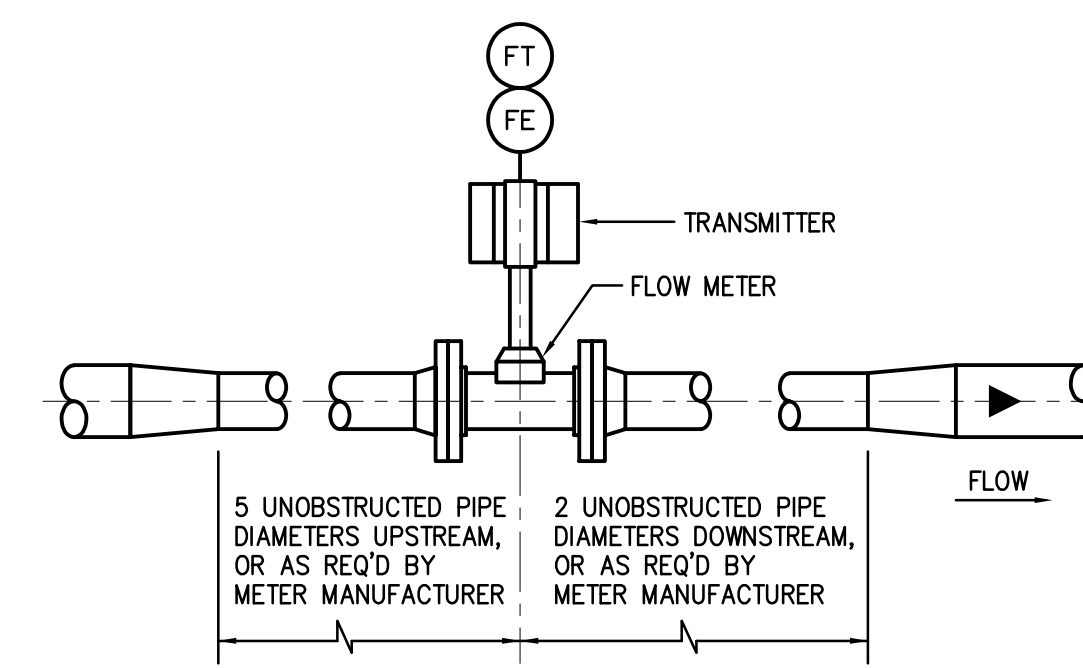 FT
FE
TRANSMITTER
FLOW METER
FLOW
5 UNOBSTRUCTED PIPE
DIAMETERS UPSTREAM,
OR AS REQ'D BY
METER MANUFACTURER
2 UNOBSTRUCTED PIPE
DIAMETERS DOWNSTREAM,
OR AS REQ'D BY
METER MANUFACTURER